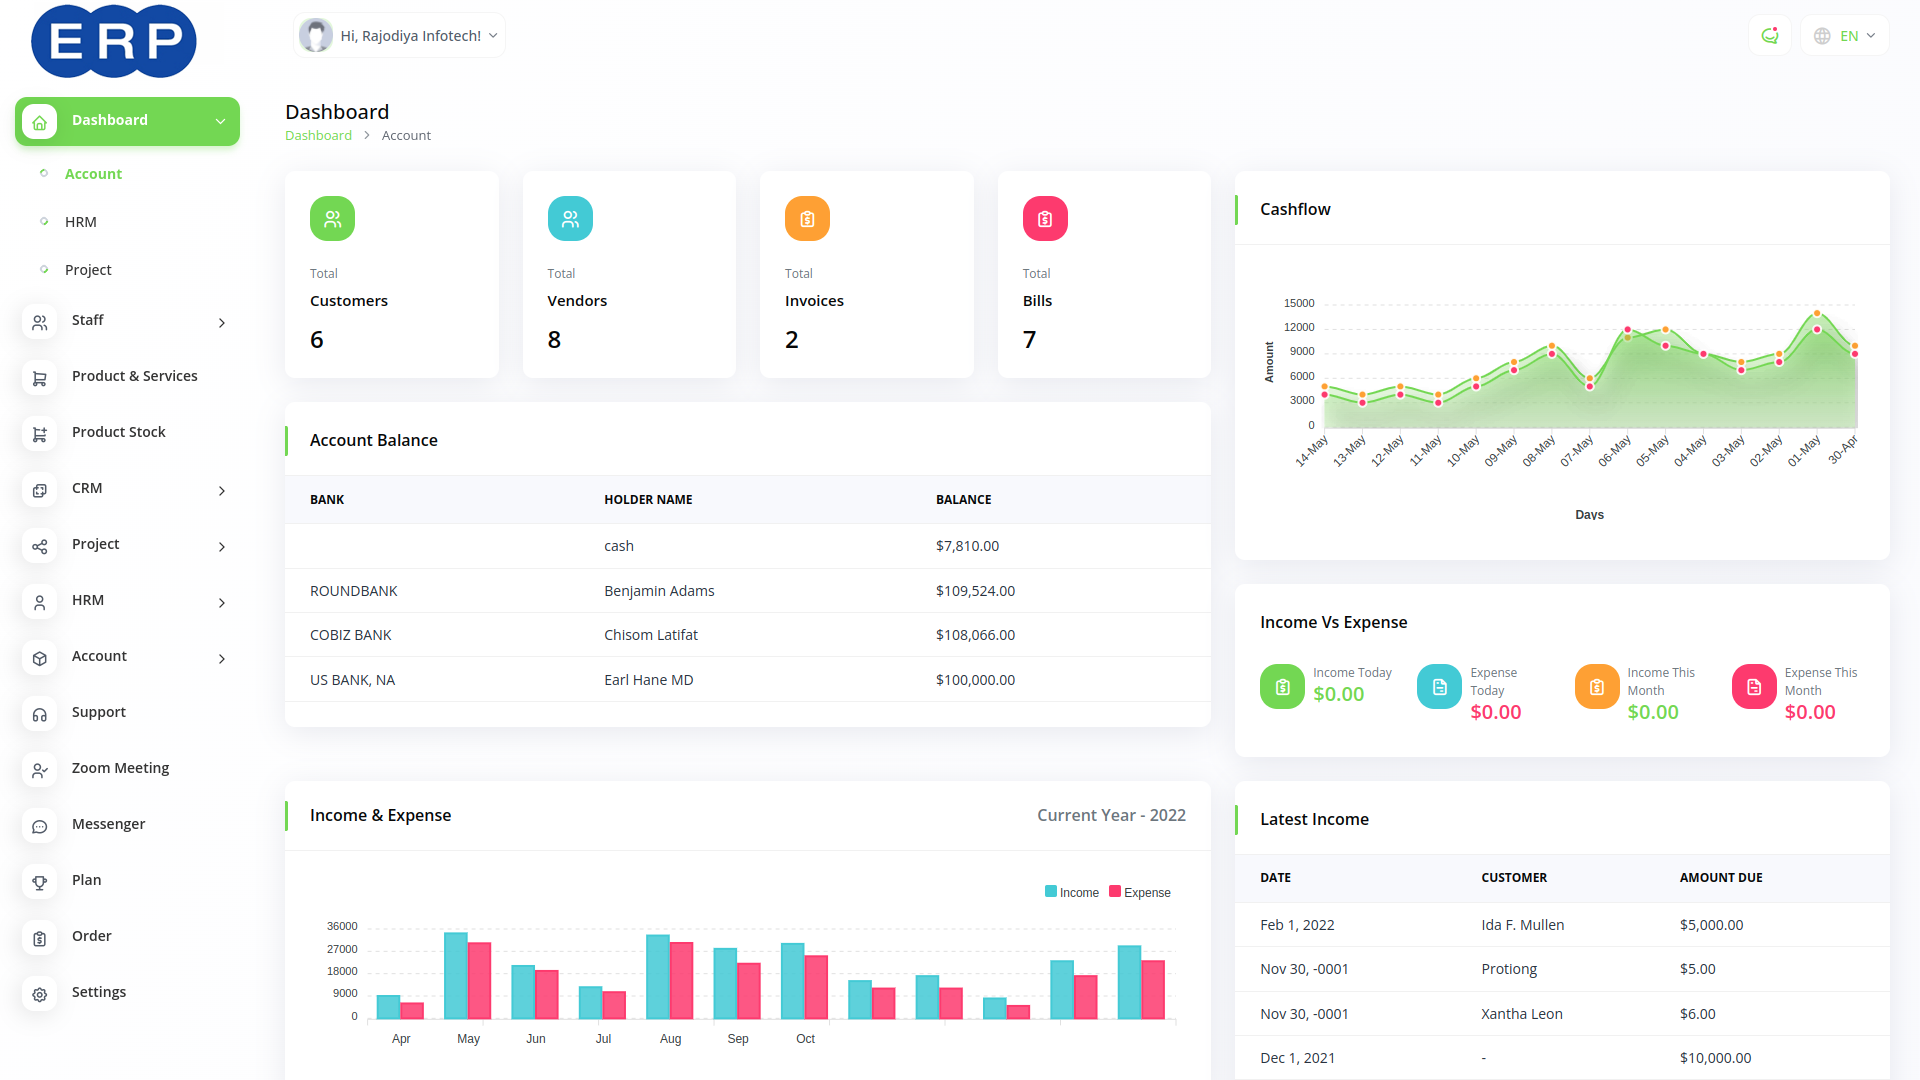 ERP
Hi, Rajodiya Infotech!
EN
Dashboard
Account
HRM
Project
Staff
Product & Services
Product Stock
CRM
Project
HRM
Account
Support
Zoom Meeting
Messenger
Plan
Order
Settings
Dashboard
Dashboard > Account
Total
Customers
6
Total
Vendors
8
Total
Invoices
2
Total
Bills
7
Account Balance
BANK HOLDER NAME BALANCE
cash $7,810.00
ROUNDBANK Benjamin Adams $109,524.00
COBIZ BANK Chisom Latifat $108,066.00
US BANK, NA Earl Hane MD $100,000.00
Cashflow
15000
12000
9000
6000
3000
0
Amount
14-May 13-May 12-May 11-May 10-May 09-May 08-May 07-May 06-May 05-May 04-May 03-May 02-May 01-May 30-Apr
Days
Income Vs Expense
Income Today
$0.00
Expense
Today
$0.00
Income This
Month
$0.00
Expense This
Month
$0.00
Income & Expense
Current Year - 2022
Income Expense
36000
27000
18000
9000
0
Apr May Jun Jul Aug Sep Oct
Latest Income
DATE CUSTOMER AMOUNT DUE
Feb 1, 2022 Ida F. Mullen $5,000.00
Nov 30, -0001 Protiong $5.00
Nov 30, -0001 Xantha Leon $6.00
Dec 1, 2021 - $10,000.00